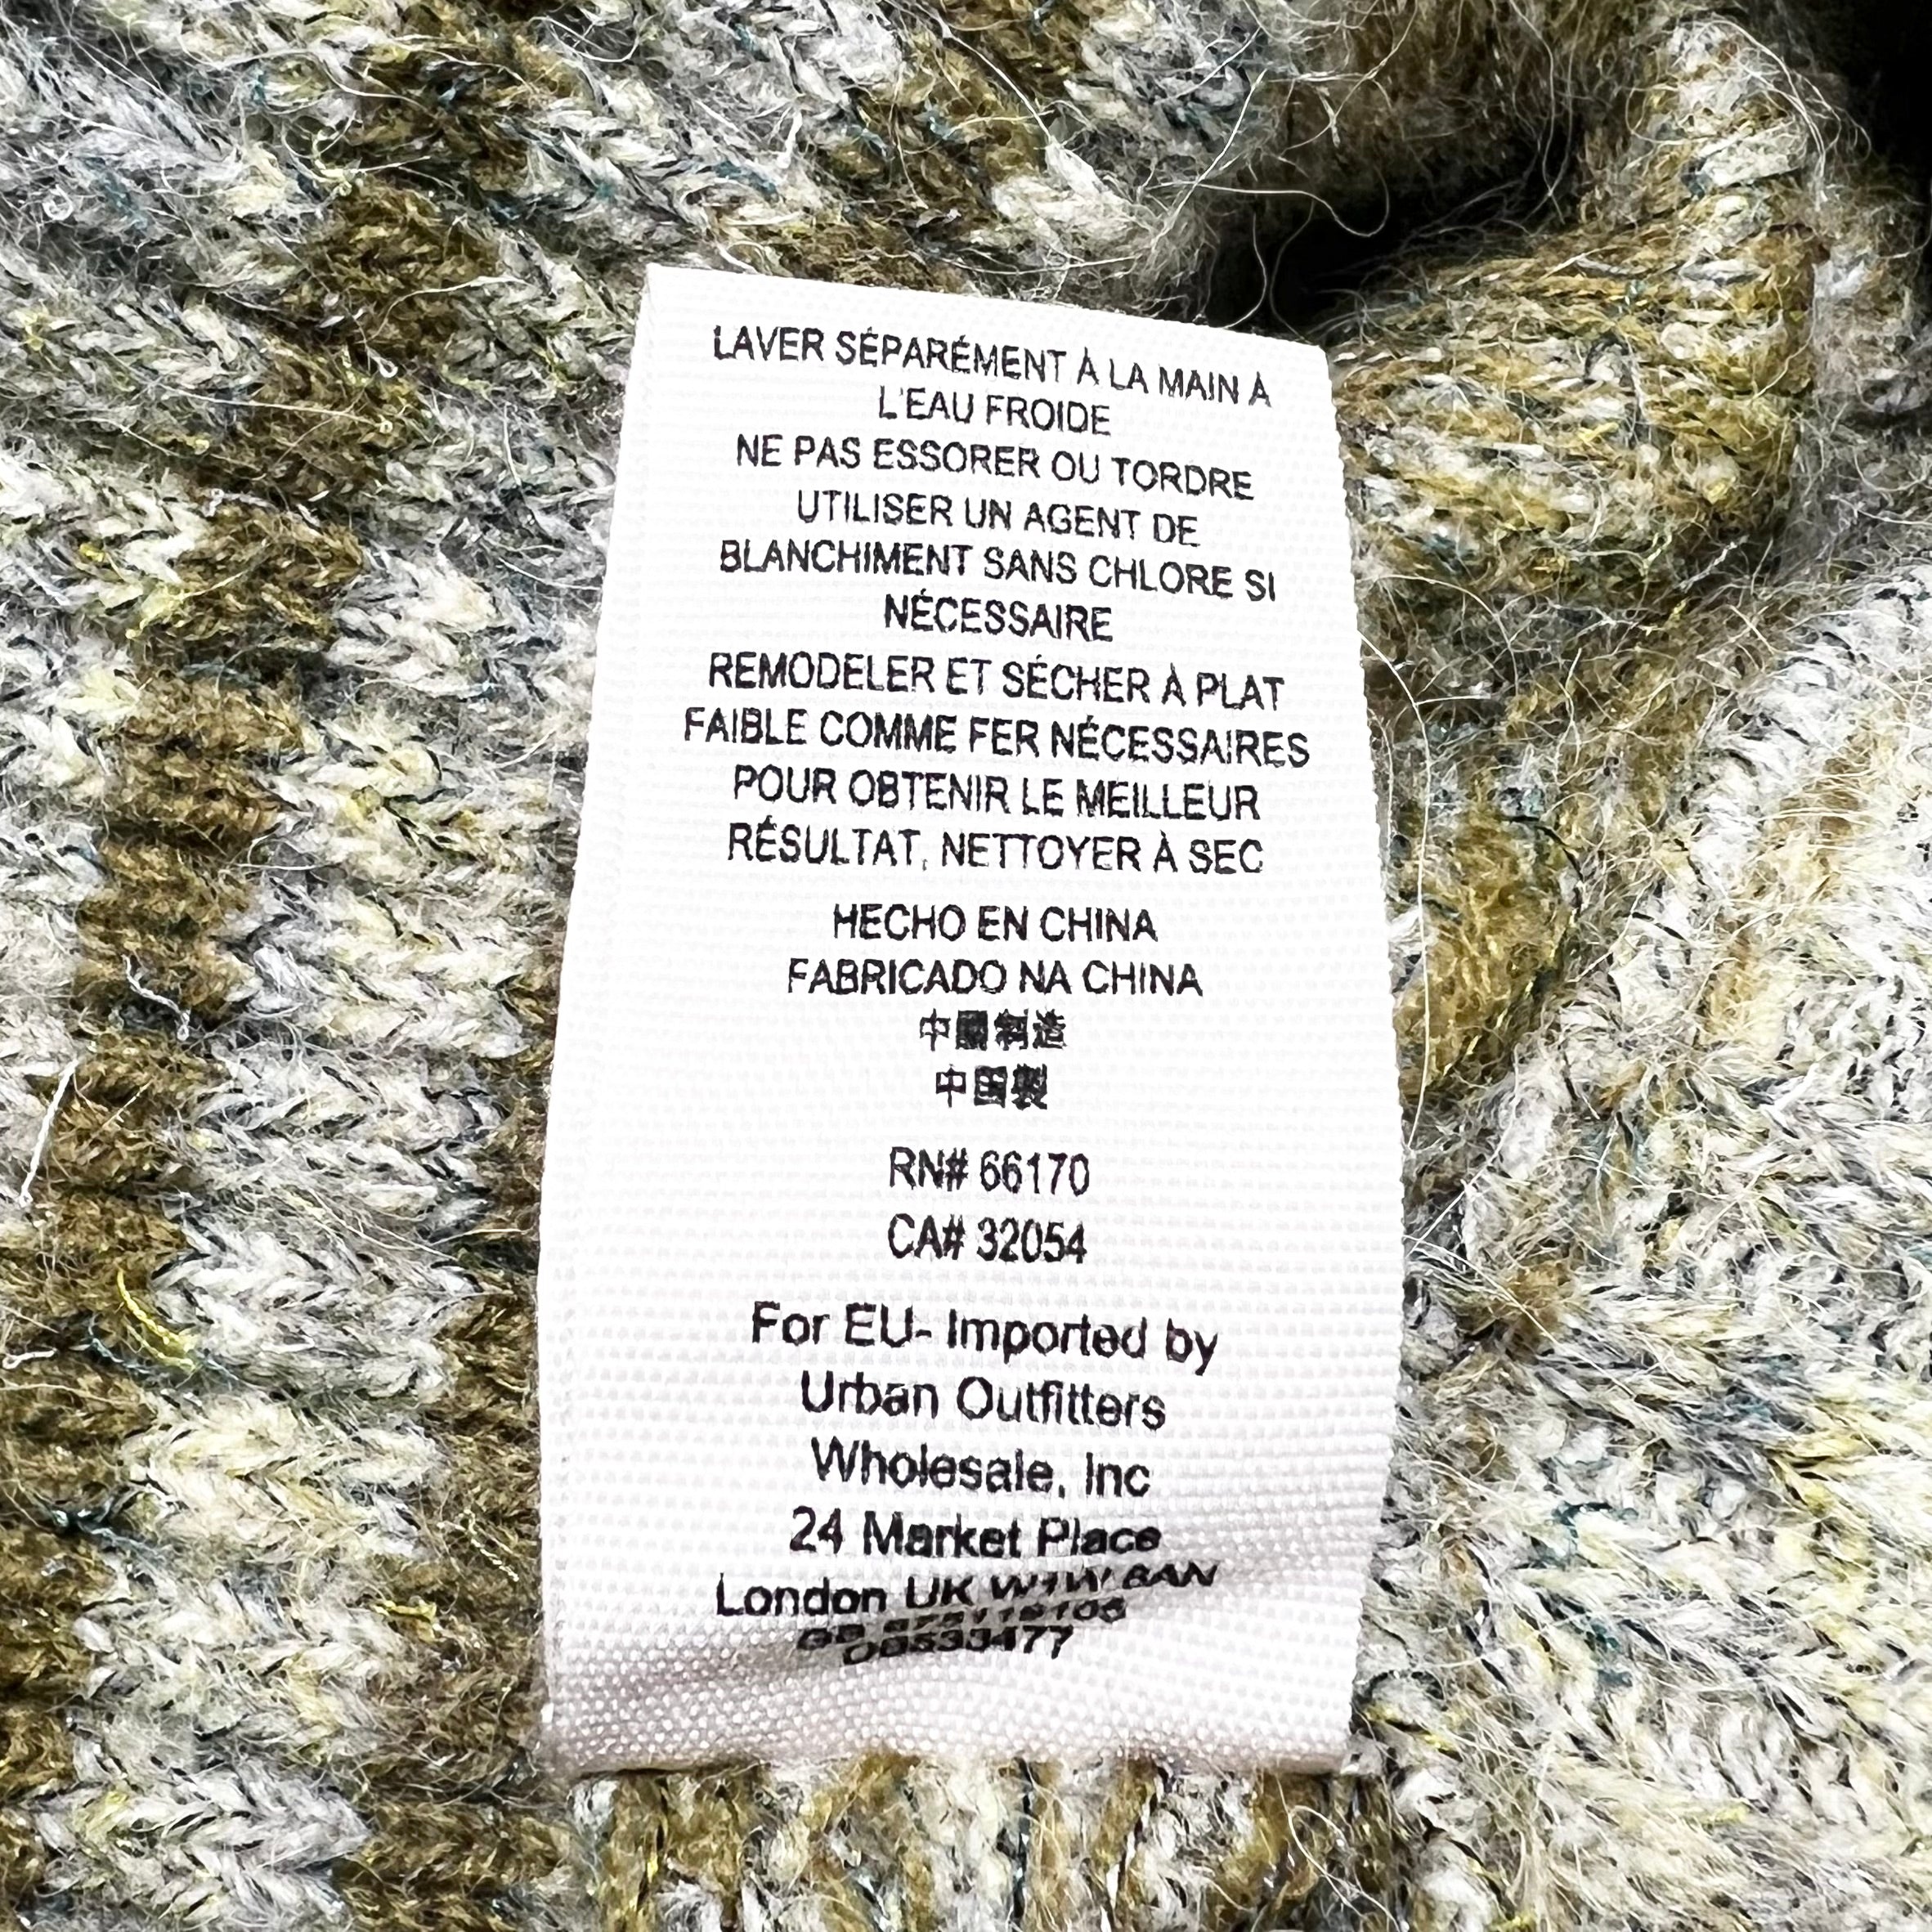 LAVER SÉPARÉMENT À LA MAIN À
L'EAU FROIDE
NE PAS ESSORER OU TORDRE
UTILISER UN AGENT DE
BLANCHIMENT SANS CHLORE SI
NÉCESSAIRE
REMODELER ET SÉCHER À PLAT
FAIBLE COMME FER NÉCESSAIRES
POUR OBTENIR LE MEILLEUR
RÉSULTAT, NETTOYER À SEC
HECHO EN CHINA
FABRICADO NA CHINA
中國制造
中国製
RN# 66170
CA# 32054
For EU- Imported by
Urban Outfitters
Wholesale, Inc
24 Market Place
London UK W1W 8AN
GB